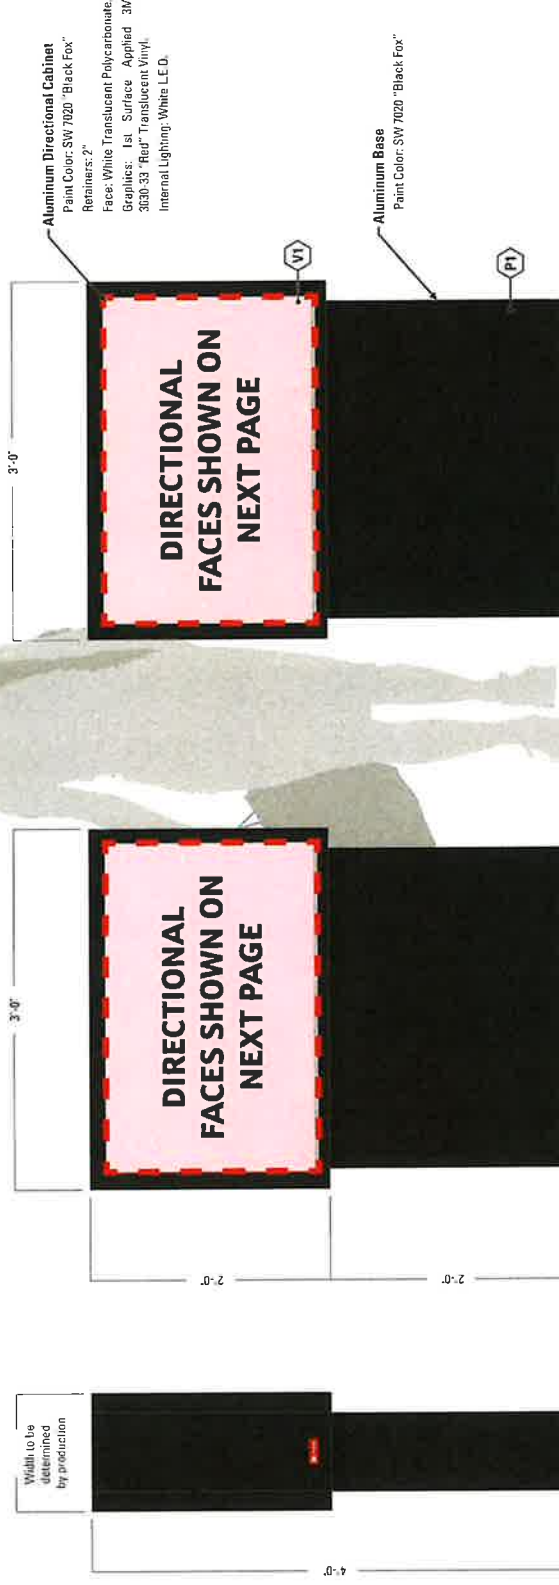 Aluminum Directional Cabinet
Paint Color: SW 7020 "Black Fox"
Retainers: 2"
Face: White Translucent Polycarbonate.
Graphics: 1st Surface Applied 3M
3630-33 "Red" Translucent Vinyl.
Internal Lighting: White L.E.D.
3'-0"
DIRECTIONAL
FACES SHOWN ON
NEXT PAGE
V1
Aluminum Base
Paint Color: SW 7020 "Black Fox"
P1
3'-0"
DIRECTIONAL
FACES SHOWN ON
NEXT PAGE
2'-0"
2'-0"
Width to be
determined
by production
4'-0"